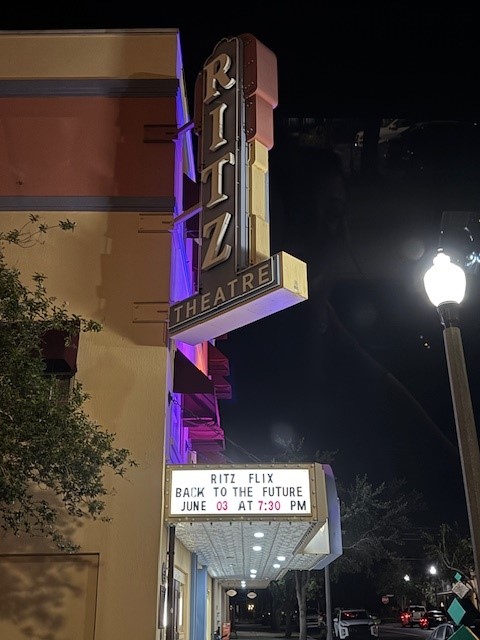 RITZ
THEATRE
RITZ FLIX
BACK TO THE FUTURE
JUNE 03 AT 7:30 PM